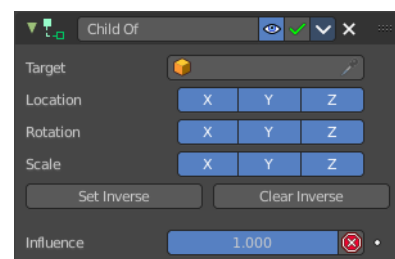 Child Of
Target
Location X Y Z
Rotation X Y Z
Scale X Y Z
Set Inverse Clear Inverse
Influence 1.000